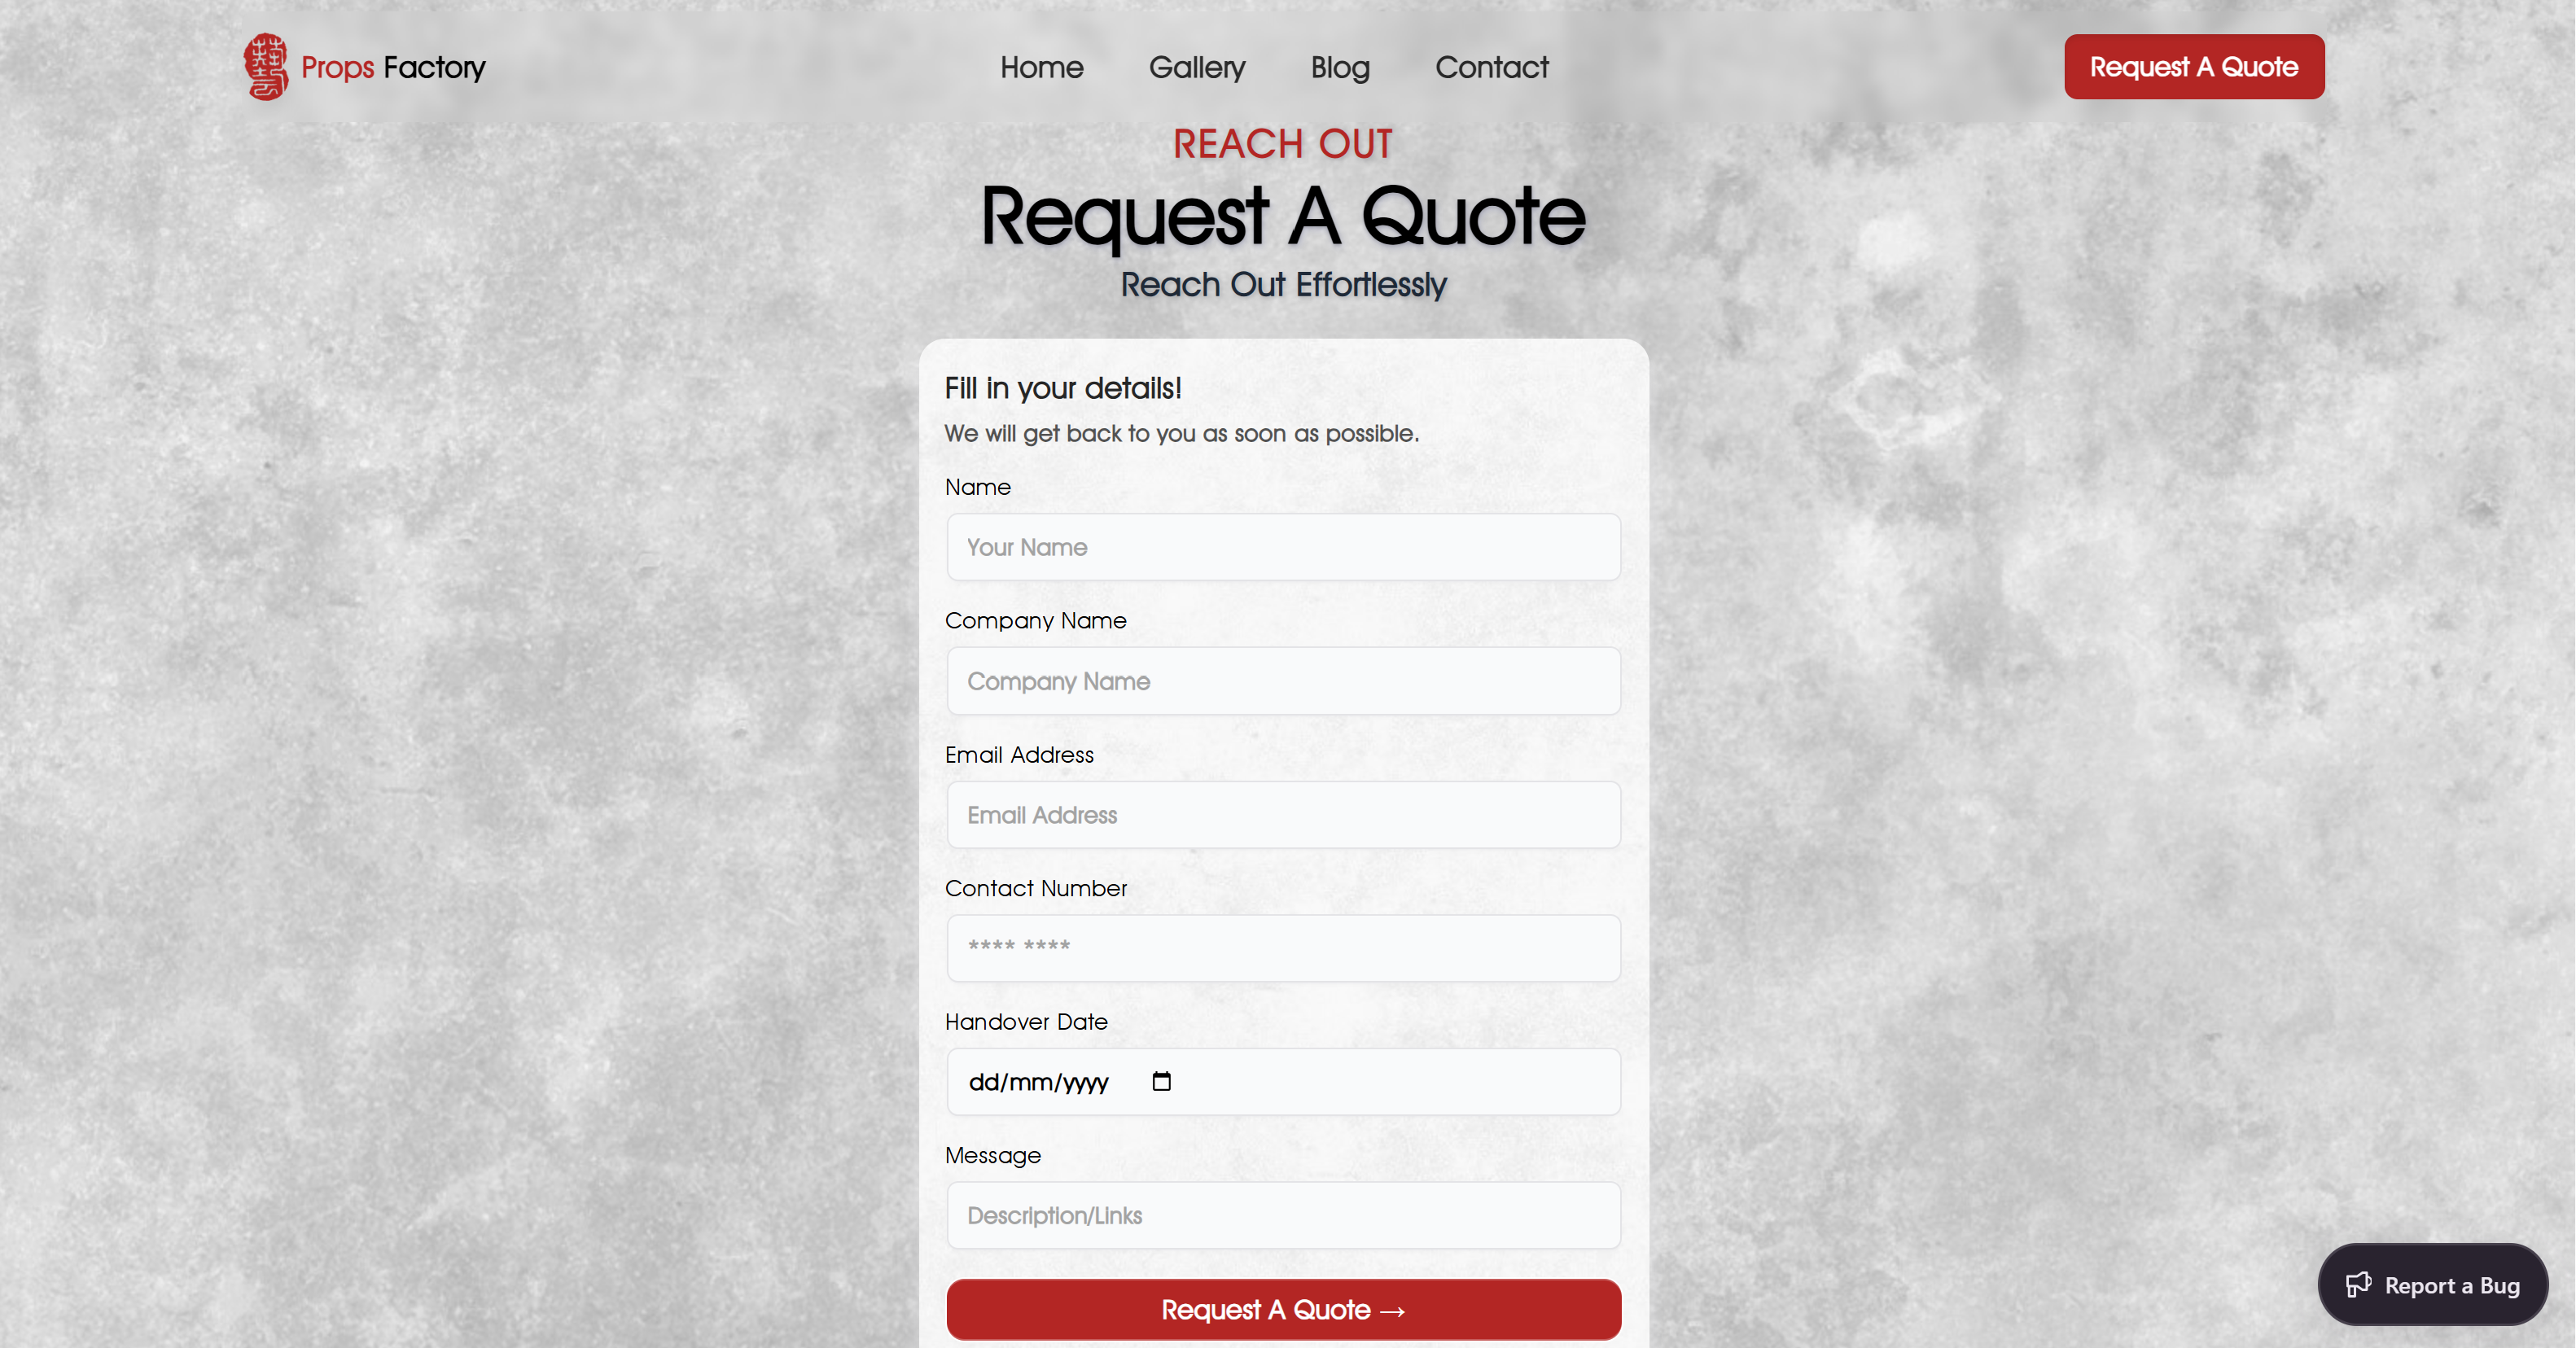 Props Factory
Home
Gallery
Blog
Contact
Request A Quote
REACH OUT
Request A Quote
Reach Out Effortlessly
Fill in your details!
We will get back to you as soon as possible.
Name
Your Name
Company Name
Company Name
Email Address
Email Address
Contact Number
**** ****
Handover Date
dd/mm/yyyy
Message
Description/Links
Request A Quote →
Report a Bug